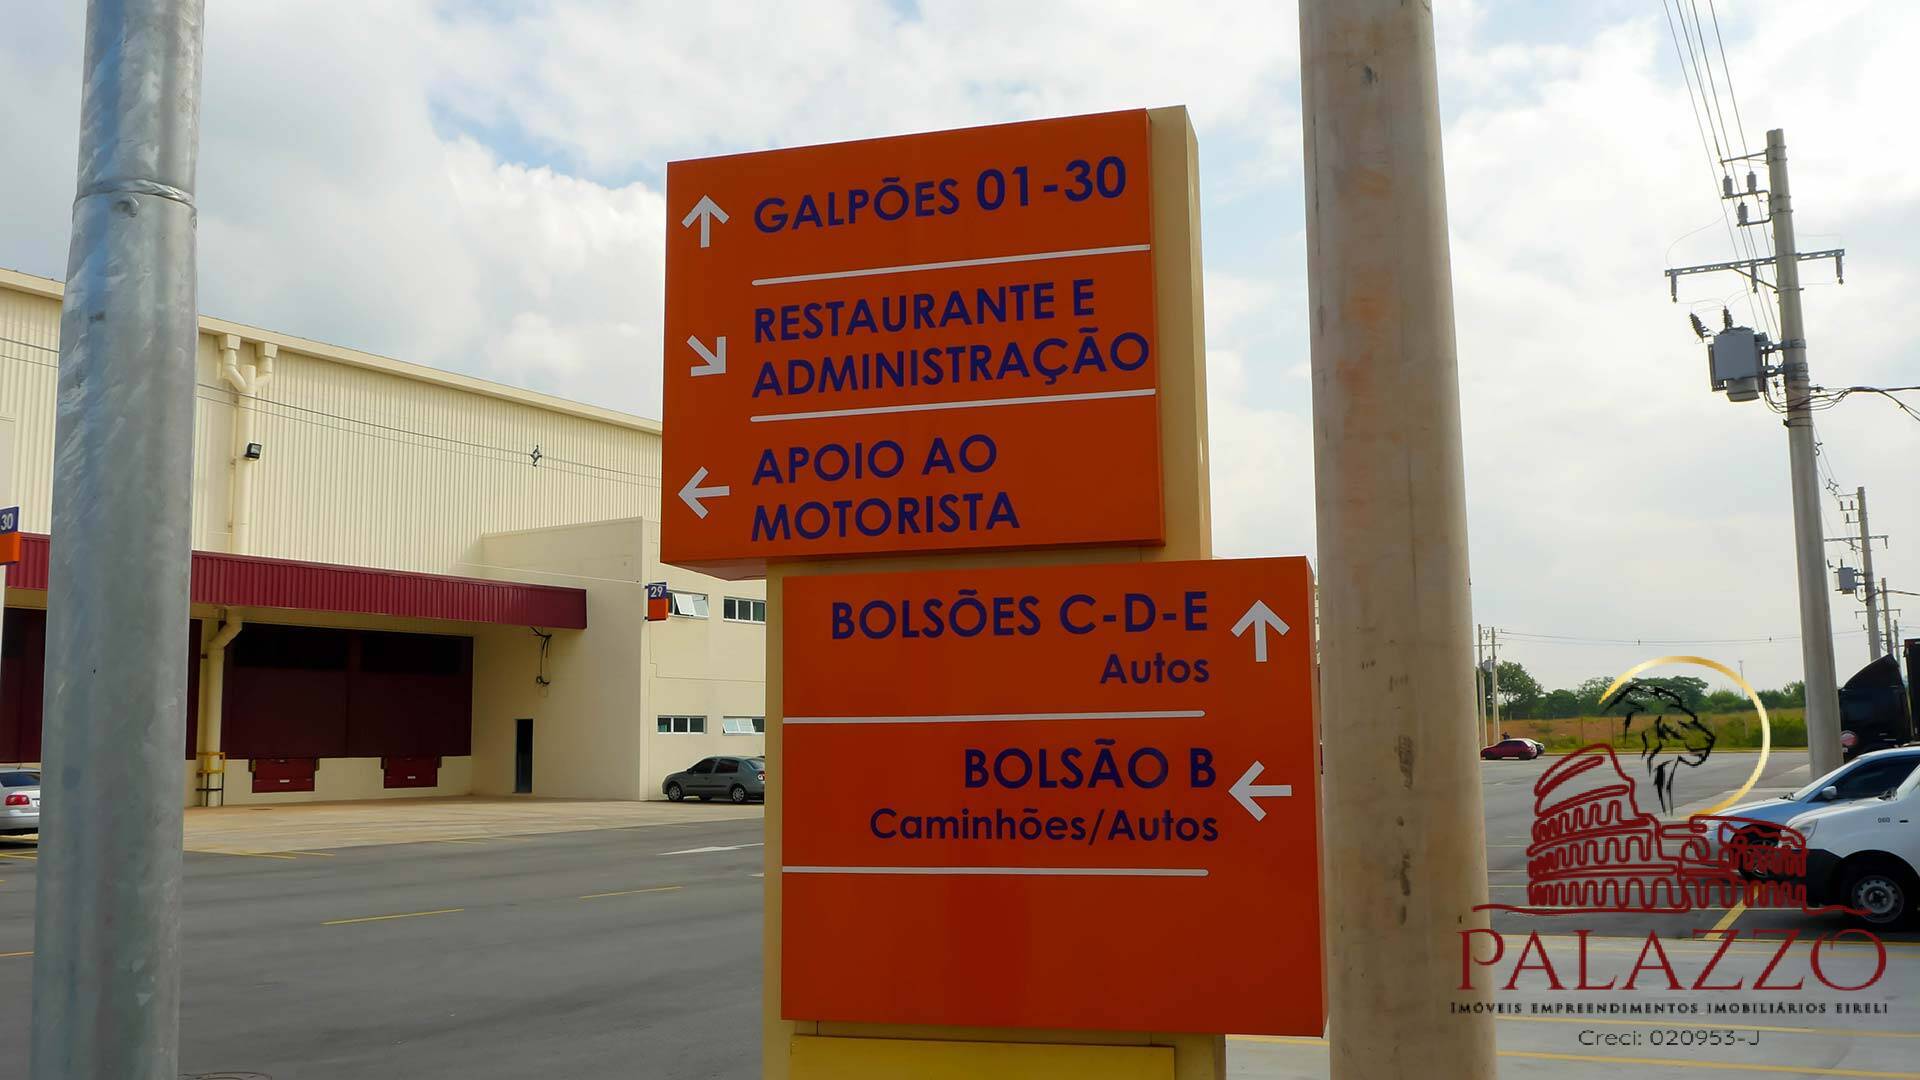 GALPÕES 01-30
RESTAURANTE E
ADMINISTRAÇÃO
APOIO AO
MOTORISTA
BOLSÕES C-D-E
Autos
BOLSÃO B
Caminhões/Autos
30
29
PALAZZO
IMÓVEIS EMPREENDIMENTOS IMOBILIÁRIOS EIRELI
Creci: 020953-J